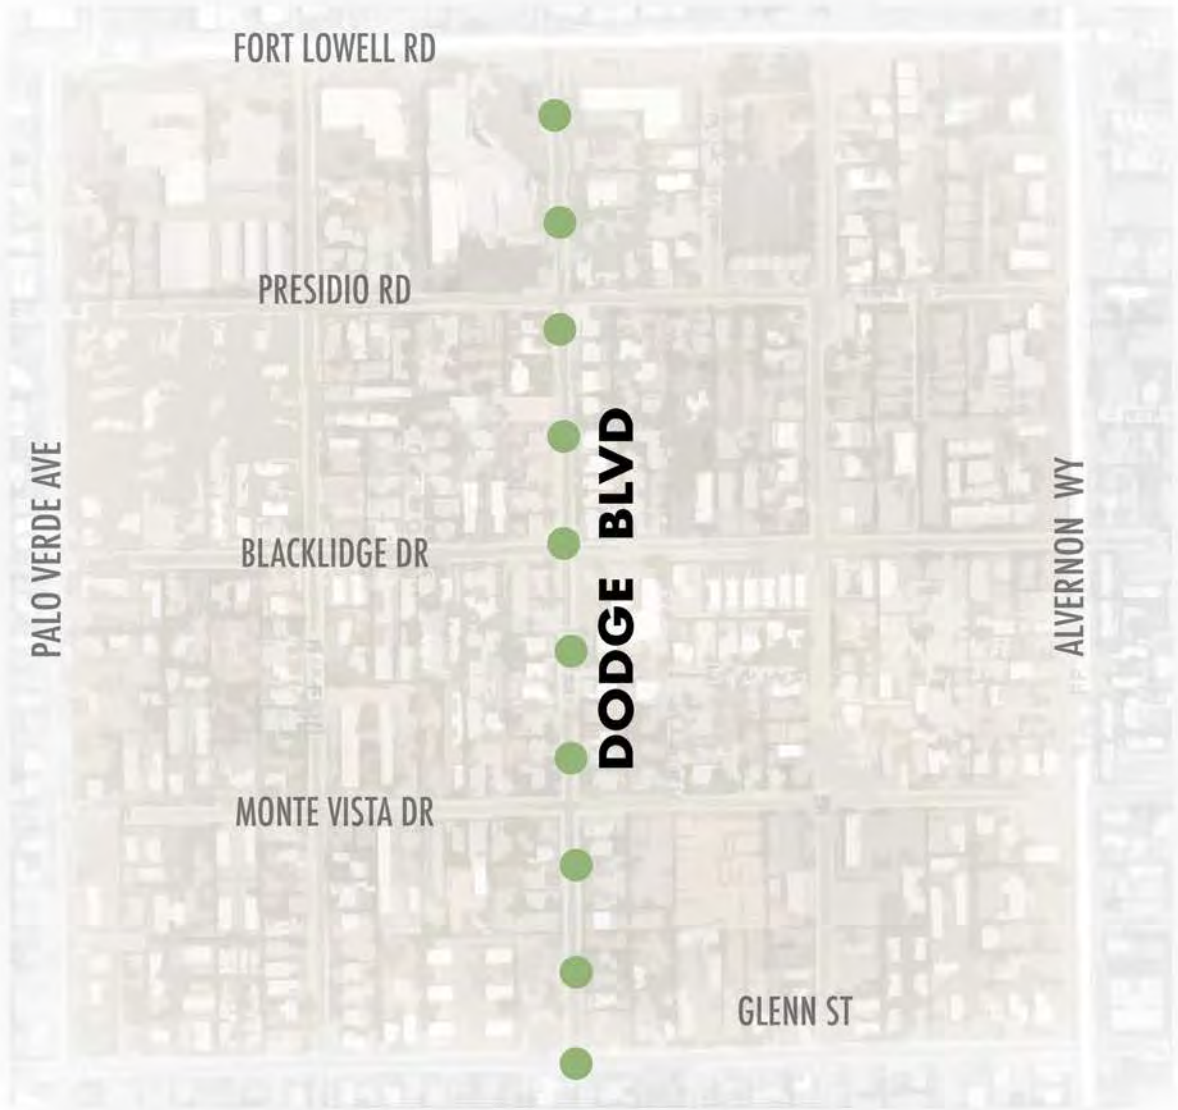 FORT LOWELL RD
PRESIDIO RD
PALO VERDE AVE
DODGE BLVD
ALVERNON WY
BLACKLIDGE DR
MONTE VISTA DR
GLENN ST